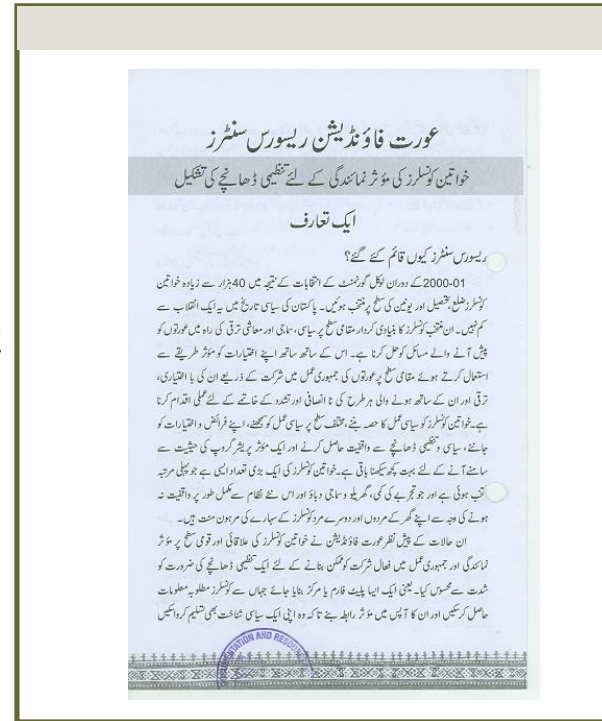 عورت فاؤنڈیشن ریسورس سنٹرز
خواتین کونسلرز کی مؤثر نمائندگی کے لئے تنظیمی ڈھانچے کی تشکیل
ایک تعارف
ریسورس سنٹرز کیوں قائم کئے گئے؟
2000-01 کے دوران لوکل گورنمنٹ کے انتخابات کے نتیجہ میں 40 ہزار سے زیادہ خواتین
کونسلرز ضلع، تحصیل اور یونین کی سطح پر منتخب ہوئیں۔ پاکستان کی سیاسی تاریخ میں یہ ایک انقلاب سے
کم نہیں۔ ان منتخب کونسلرز کا بنیادی کردار مقامی سطح پر سیاسی، سماجی اور معاشی ترقی کی راہ میں عورتوں کو
پیش آنے والے مسائل کو حل کرنا ہے۔ اس کے ساتھ ساتھ اپنے اختیارات کو مؤثر طریقے سے
استعمال کرتے ہوئے مقامی سطح پر عورتوں کی جمہوری عمل میں شرکت کے ذریعے ان کی با اختیاری،
ترقی اور ان کے ساتھ ہونے والی ہر طرح کی نا انصافی اور تشدد کے خاتمے کے لئے عملی اقدام کرنا
ہے۔ خواتین کونسلرز کو سیاسی عمل کا حصہ بننے، مختلف سطح پر سیاسی عمل کو سمجھنے، اپنے فرائض و اختیارات کو
جاننے، سیاسی و تنظیمی ڈھانچے سے واقفیت حاصل کرنے اور ایک مؤثر پریشر گروپ کی حیثیت سے
سامنے آنے کے لئے بہت کچھ سیکھنا باقی ہے۔ خواتین کونسلرز کی ایک بڑی تعداد ایسی ہے جو پہلی مرتبہ
تخب ہوئی ہے اور جو تجربے کی کمی، گھریلو و سماجی دباؤ اور اس نئے نظام سے مکمل طور پر واقفیت نہ
ہونے کی وجہ سے اپنے گھر کے مردوں اور دوسرے مرد کونسلرز کے سہارے کی مرہون منت ہیں۔
ان حالات کے پیش نظر عورت فاؤنڈیشن نے خواتین کونسلرز کی علاقائی اور قومی سطح پر مؤثر
نمائندگی اور جمہوری عمل میں فعال شرکت کو ممکن بنانے کے لئے ایک تنظیمی ڈھانچے کی ضرورت کو
شدت سے محسوس کیا۔ یعنی ایک ایسا پلیٹ فارم یا مرکز بنایا جائے جہاں سے کونسلرز مطلوبہ معلومات
حاصل کر سکیں اور ان کا آپس میں مؤثر رابطہ بنے تا کہ وہ اپنی ایک سیاسی شناخت بھی تسلیم کرواسکیں
AND